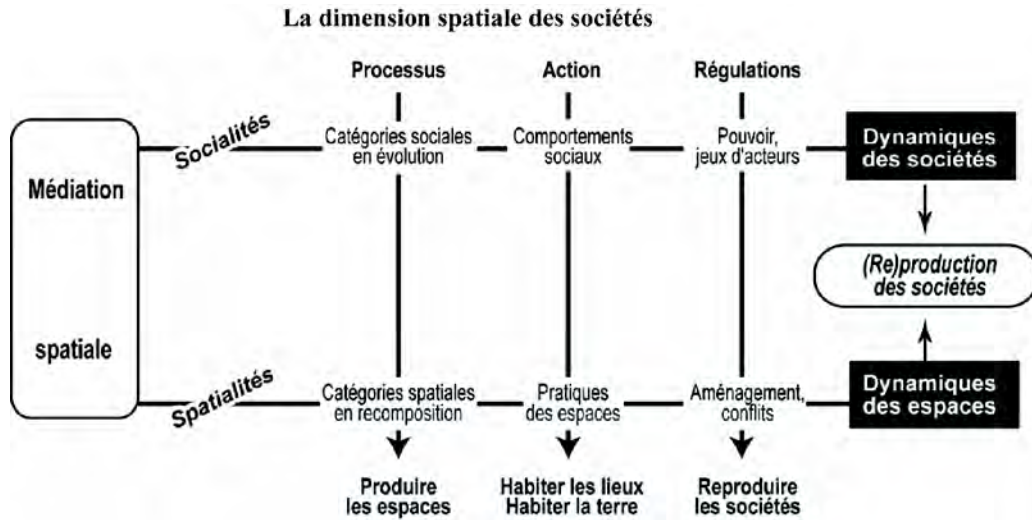 La dimension spatiale des sociétés
Processus
Action
Régulations
Socialités
Catégories sociales
en évolution
Comportements
sociaux
Pouvoir,
jeux d'acteurs
Dynamiques
des sociétés
Médiation
(Re)production
des sociétés
spatiale
Spatialités
Catégories spatiales
en recomposition
Pratiques
des espaces
Aménagement,
conflits
Dynamiques
des espaces
Produire
les espaces
Habiter les lieux
Habiter la terre
Reproduire
les sociétés